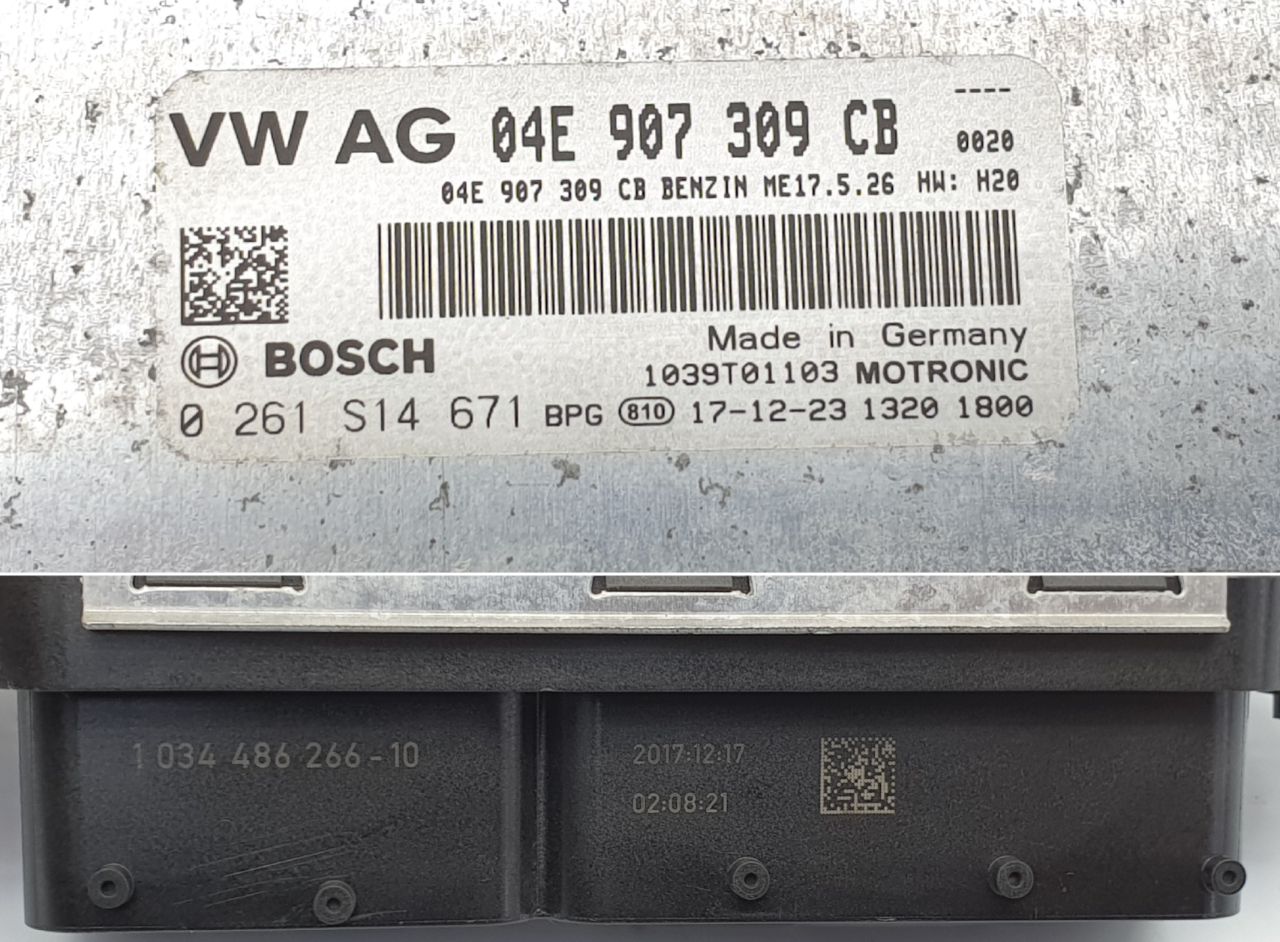 VW AG 04E 907 309 CB ----
0020
04E 907 309 CB BENZIN ME17.5.26 HW: H20
BOSCH
Made in Germany
1039T01103 MOTRONIC
0 261 S14 671 BPG 810 17-12-23 1320 1800
1 034 486 266-10
2017:12:17
02:08:21